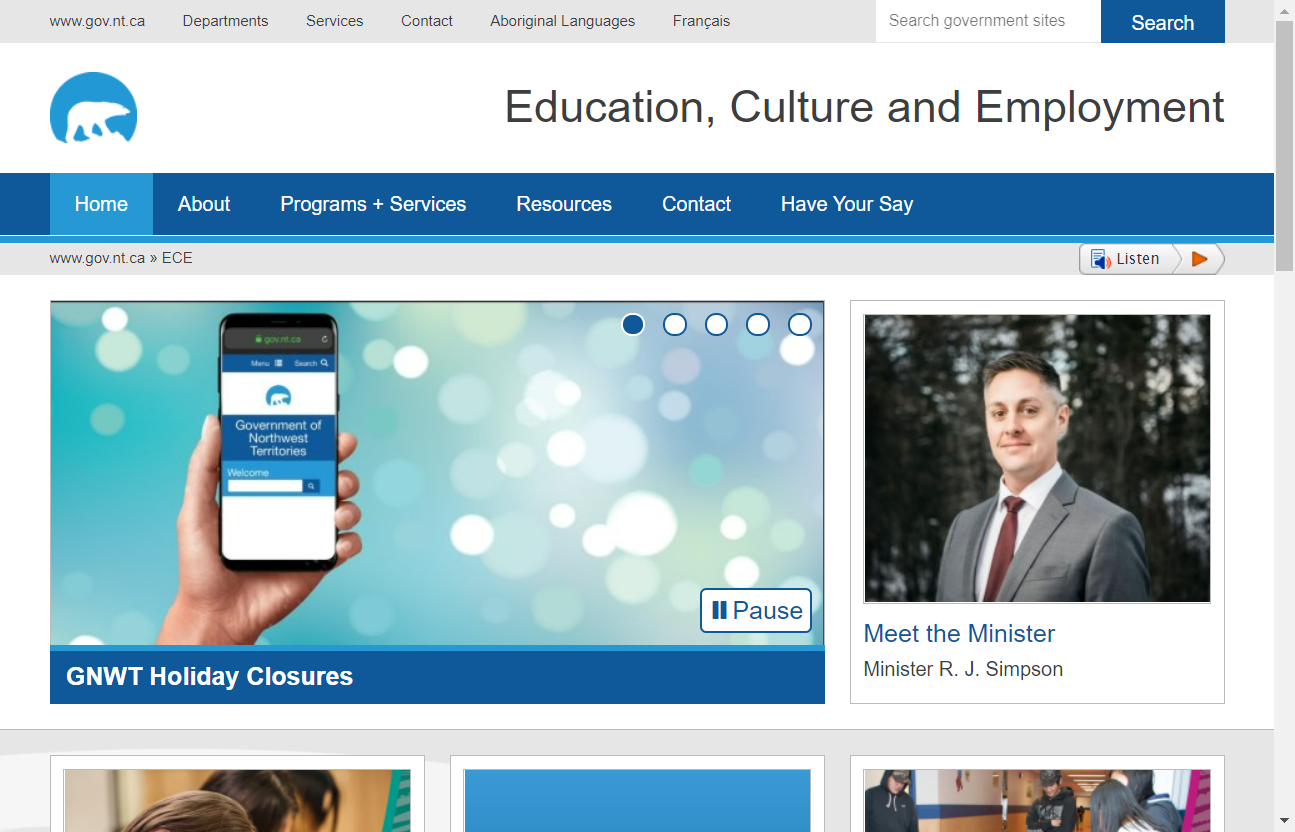 www.gov.nt.ca Departments Services Contact Aboriginal Languages Français Search government sites Search
Education, Culture and Employment
Home About Programs + Services Resources Contact Have Your Say
www.gov.nt.ca » ECE Listen
gov.nt.ca
Menu Search
Government of
Northwest
Territories
Welcome
Pause
GNWT Holiday Closures
Meet the Minister
Minister R. J. Simpson